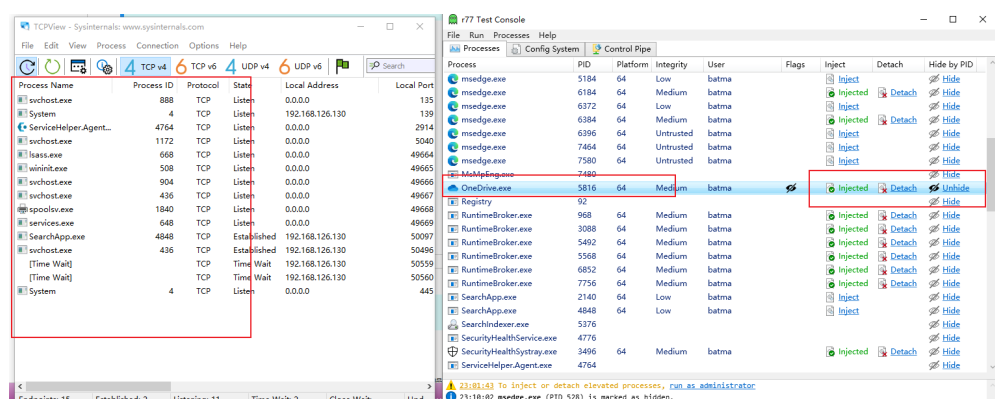 TCPView - Sysinternals: www.sysinternals.com
File Edit View Process Connection Options Help
4 TCP v4 6 TCP v6 4 UDP v4 6 UDP v6 Search
Process Name Process ID Protocol State Local Address Local Port
svchost.exe 888 TCP Listen 0.0.0.0 135
System 4 TCP Listen 192.168.126.130 139
ServiceHelper.Agent... 4764 TCP Listen 0.0.0.0 2914
svchost.exe 1172 TCP Listen 0.0.0.0 5040
lsass.exe 668 TCP Listen 0.0.0.0 49664
wininit.exe 508 TCP Listen 0.0.0.0 49665
svchost.exe 904 TCP Listen 0.0.0.0 49666
svchost.exe 436 TCP Listen 0.0.0.0 49667
spoolsv.exe 1840 TCP Listen 0.0.0.0 49668
services.exe 648 TCP Listen 0.0.0.0 49669
SearchApp.exe 4848 TCP Established 192.168.126.130 50097
svchost.exe 436 TCP Established 192.168.126.130 50496
[Time Wait] TCP Time Wait 192.168.126.130 50559
[Time Wait] TCP Time Wait 192.168.126.130 50560
System 4 TCP Listen 0.0.0.0 445
r77 Test Console
File Run Processes Help
Processes Config System Control Pipe
Process PID Platform Integrity User Flags Inject Detach Hide by PID
msedge.exe 5184 64 Low batma Inject Hide
msedge.exe 6184 64 Medium batma Injected Detach Hide
msedge.exe 6372 64 Low batma Inject Hide
msedge.exe 6384 64 Medium batma Injected Detach Hide
msedge.exe 6396 64 Untrusted batma Inject Hide
msedge.exe 7464 64 Untrusted batma Inject Hide
msedge.exe 7580 64 Untrusted batma Inject Hide
MsMpEng.exe 7480 Hide
OneDrive.exe 5816 64 Medium batma Injected Detach Unhide
Registry 92 Hide
RuntimeBroker.exe 968 64 Medium batma Injected Detach Hide
RuntimeBroker.exe 3088 64 Medium batma Injected Detach Hide
RuntimeBroker.exe 5492 64 Medium batma Injected Detach Hide
RuntimeBroker.exe 5568 64 Medium batma Injected Detach Hide
RuntimeBroker.exe 6852 64 Medium batma Injected Detach Hide
RuntimeBroker.exe 7756 64 Medium batma Injected Detach Hide
SearchApp.exe 2140 64 Low batma Inject Hide
SearchApp.exe 4848 64 Low batma Inject Hide
SearchIndexer.exe 5376 Hide
SecurityHealthService.exe 4776 Hide
SecurityHealthSystray.exe 3496 64 Medium batma Injected Detach Hide
ServiceHelper.Agent.exe 4764 Hide
23:01:43 To inject or detach elevated processes, run as administrator
23:10:02 msedge.exe (PID 528) is marked as hidden.